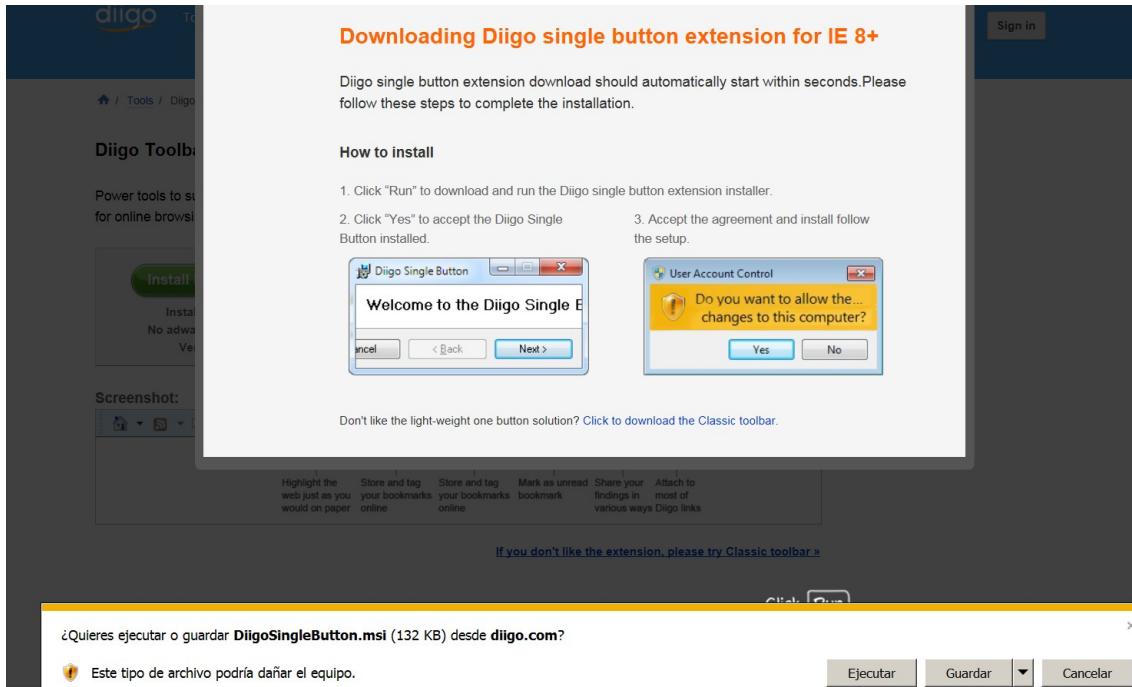 diigo
Sign in
Downloading Diigo single button extension for IE 8+
Diigo single button extension download should automatically start within seconds.Please
follow these steps to complete the installation.
/ Tools / Diigo
Diigo Toolb
How to install
Power tools to
for online
1. Click “Run” to download and run the Diigo single button extension installer.
2. Click “Yes” to accept the Diigo Single
Button installed.
3. Accept the agreement and install follow
the setup.
Install
No
Diigo Single Button
Welcome to the Diigo Single
< Back
Next >
User Account Control
Do you want to allow the...
changes to this computer?
Yes
No
Screenshot:
Don't like the light-weight one button solution? Click to download the Classic toolbar.
Highlight the
web just as you
would on paper
Store and tag
your bookmarks
online
Store and tag
your bookmarks
online
Mark as unread
bookmark
Share your
findings in
various ways
Attach to
most of
Diigo links
If you don't like the extension, please try Classic toolbar »
Click Run
¿Quieres ejecutar o guardar DiigoSingleButton.msi (132 KB) desde diigo.com?
Este tipo de archivo podría dañar el equipo.
Ejecutar
Guardar
Cancelar